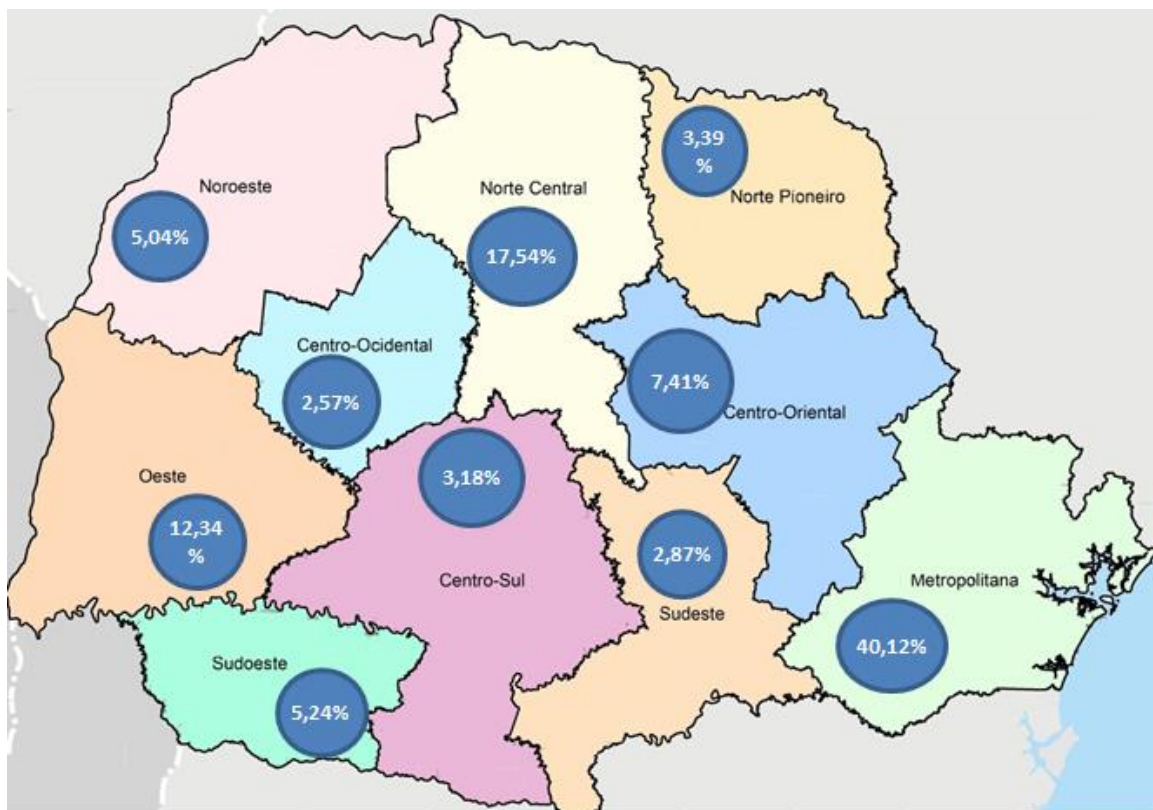 3,39
%
Noroeste
Norte Central
Norte Pioneiro
5,04%
17,54%
Centro-Ocidental
2,57%
7,41%
Centro-Oriental
Oeste
3,18%
12,34
%
2,87%
Centro-Sul
Metropolitana
Sudeste
40,12%
Sudoeste
5,24%